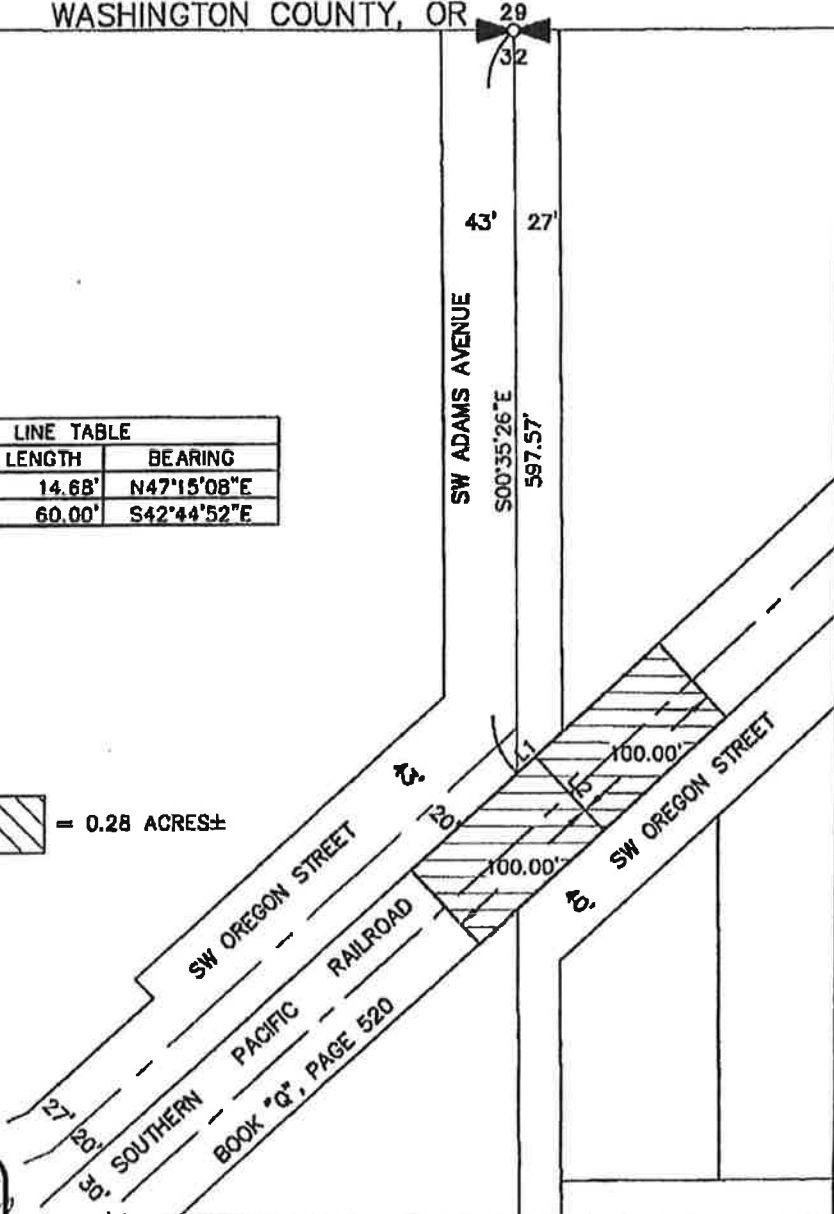 WASHINGTON COUNTY, OR
29
32
43'
27'
SW ADAMS AVENUE
S00°35'26"E
597.57'
LINE TABLE
LENGTH BEARING
14.68' N47°15'08"E
60.00' S42°44'52"E
= 0.28 ACRES±
L1
L2
100.00'
100.00'
20'
SW OREGON STREET
SW OREGON STREET
40'
SOUTHERN PACIFIC RAILROAD
BOOK "Q", PAGE 520
27'
20'
30'